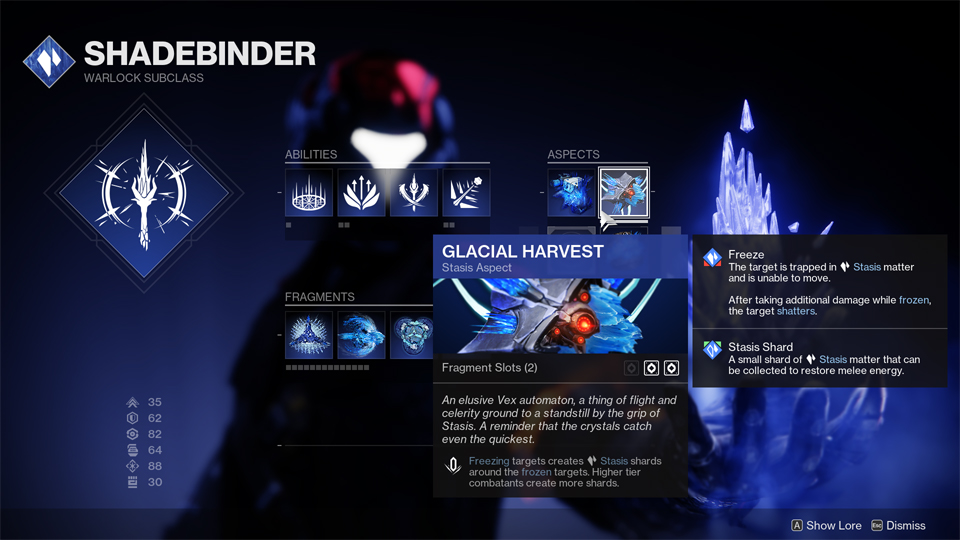 SHADEBINDER
WARLOCK SUBCLASS
ABILITIES
ASPECTS
GLACIAL HARVEST
Stasis Aspect
Fragment Slots (2)
An elusive Vex automaton, a thing of flight and
celerity ground to a standstill by the grip of
Stasis. A reminder that the crystals catch
even the quickest.
Freezing targets creates Stasis shards
around the frozen targets. Higher tier
combatants create more shards.
Freeze
The target is trapped in Stasis matter
and is unable to move.
After taking additional damage while frozen,
the target shatters.
Stasis Shard
A small shard of Stasis matter that can
be collected to restore melee energy.
FRAGMENTS
35
62
82
64
88
30
A Show Lore Esc Dismiss